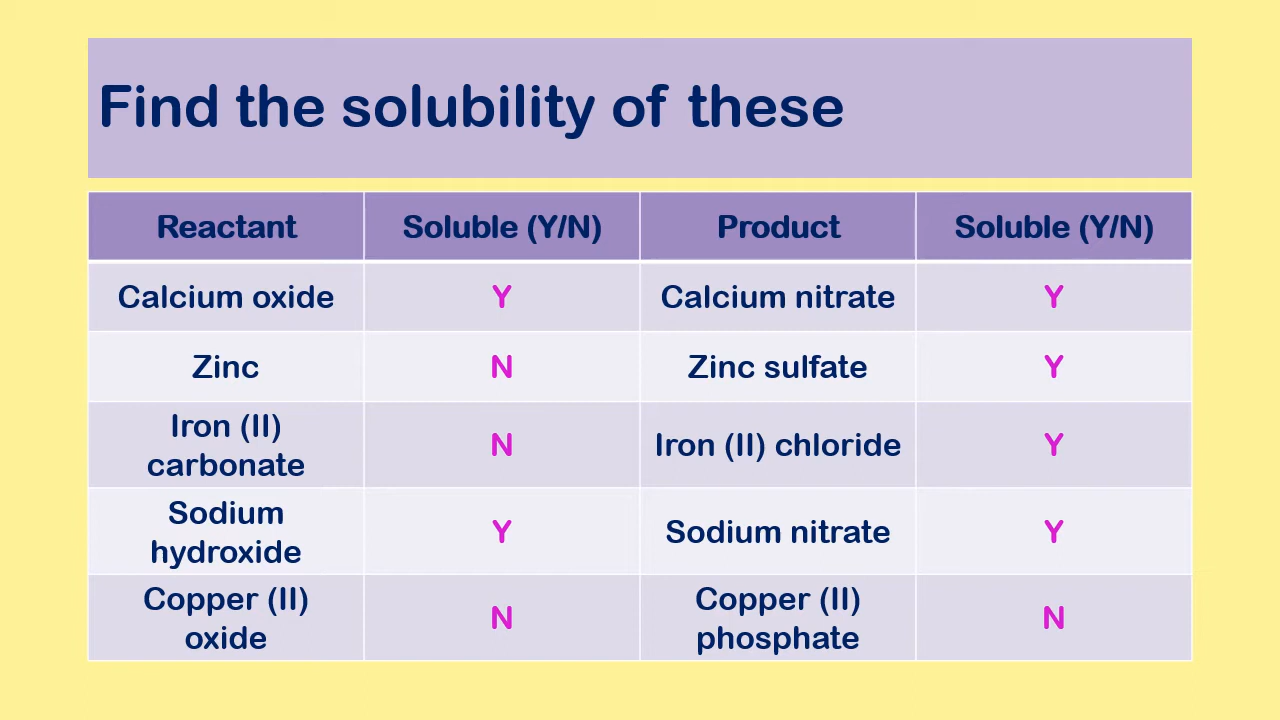 Find the solubility of these
Reactant Soluble (Y/N) Product Soluble (Y/N)
Calcium oxide Y Calcium nitrate Y
Zinc N Zinc sulfate Y
Iron (II)
carbonate N Iron (II) chloride Y
Sodium
hydroxide Y Sodium nitrate Y
Copper (II)
oxide N Copper (II)
phosphate N